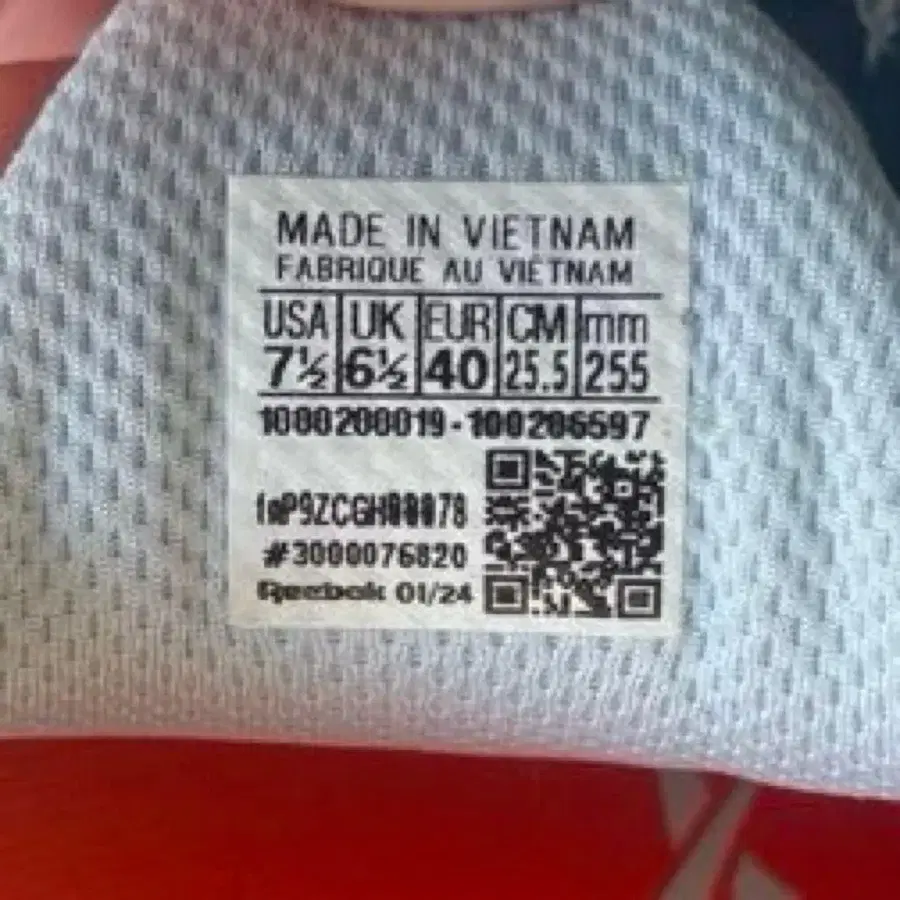 MADE IN VIETNAM
FABRIQUE AU VIETNAM
USA UK EUR CM mm
7½ 6½ 40 25.5 255
1000200019-100206597
#3000076820
Reebok 01/24